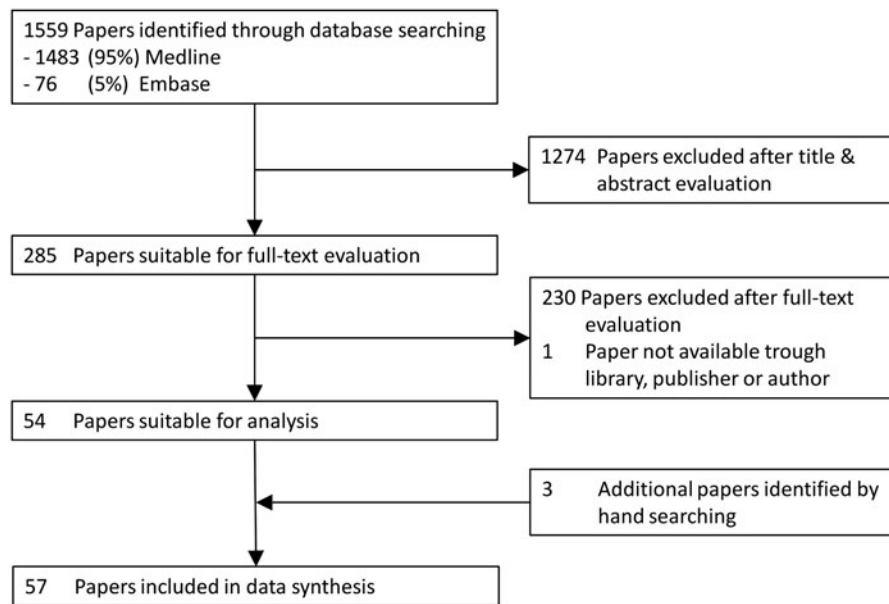 1559 Papers identified through database searching
- 1483 (95%) Medline
- 76 (5%) Embase
1274 Papers excluded after title &
abstract evaluation
285 Papers suitable for full-text evaluation
230 Papers excluded after full-text
evaluation
1 Paper not available trough
library, publisher or author
54 Papers suitable for analysis
3 Additional papers identified by
hand searching
57 Papers included in data synthesis